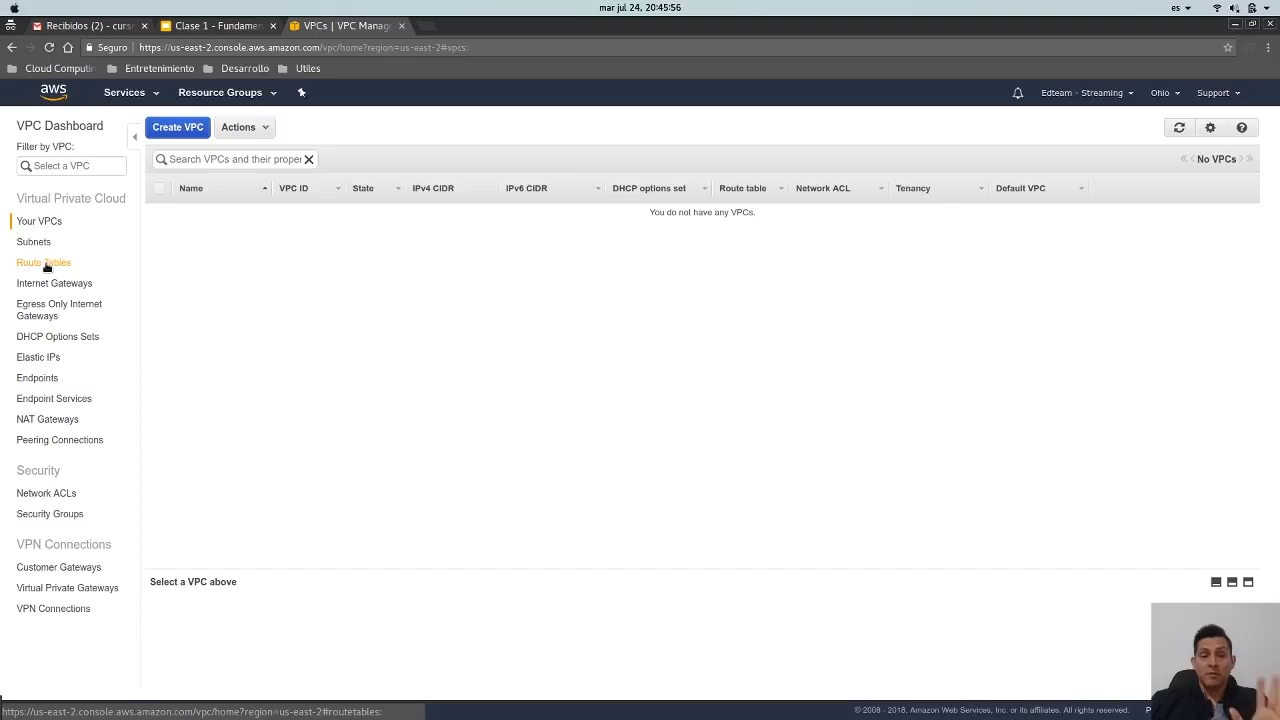 mar jul 24, 20:45:56
es
Recibidos (2) - curso
Clase 1 - Fundamen
VPCs | VPC Manag
Seguro
https://us-east-2.console.aws.amazon.com/vpc/home?region=us-east-2#vpcs:
Cloud Computin
Entretenimiento
Desarrollo
Utiles
aws
Services
Resource Groups
Edteam - Streaming
Ohio
Support
VPC Dashboard
Filter by VPC:
Select a VPC
Virtual Private Cloud
Your VPCs
Subnets
Route Tables
Internet Gateways
Egress Only Internet
Gateways
DHCP Options Sets
Elastic IPs
Endpoints
Endpoint Services
NAT Gateways
Peering Connections
Security
Network ACLs
Security Groups
VPN Connections
Customer Gateways
Virtual Private Gateways
VPN Connections
Create VPC
Actions
Search VPCs and their proper
No VPCs
Name
VPC ID
State
IPv4 CIDR
IPv6 CIDR
DHCP options set
Route table
Network ACL
Tenancy
Default VPC
You do not have any VPCs.
Select a VPC above
https://us-east-2.console.aws.amazon.com/vpc/home?region=us-east-2#routetables:
© 2008 - 2018, Amazon Web Services, Inc. or its affiliates. All rights reserved.